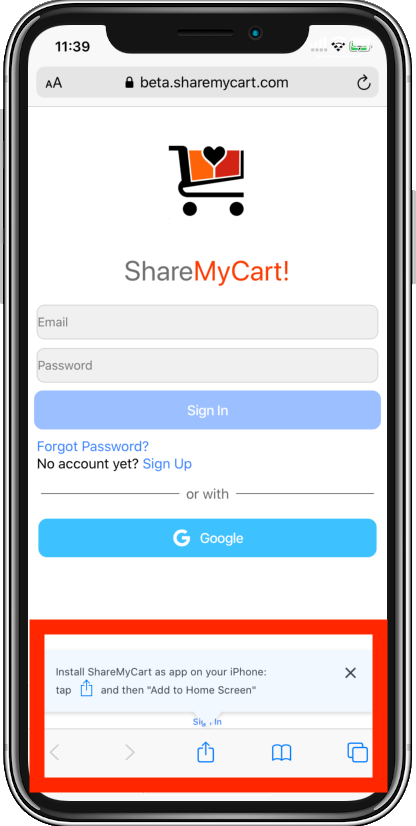 11:39
AA beta.sharemycart.com
ShareMyCart!
Email
Password
Sign In
Forgot Password?
No account yet? Sign Up
or with
G Google
Install ShareMyCart as app on your iPhone:
tap and then "Add to Home Screen"
Sign In